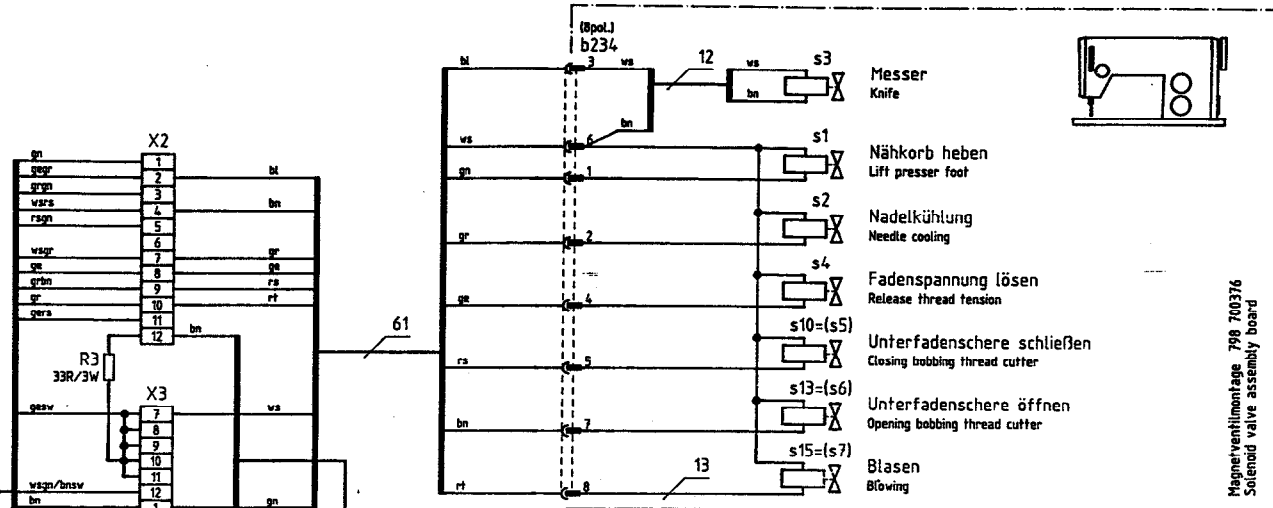 (8pol.)
b234
bl
3
ws
12
ws
bn
s3
Messer
Knife
bn
ws
6
s1
Nähkorb heben
Lift presser foot
gn
1
s2
Nadelkühlung
Needle cooling
gr
2
s4
Fadenspannung lösen
Release thread tension
ge
4
s10=(s5)
Unterfadenschere schließen
Closing bobbing thread cutter
rs
5
s13=(s6)
Unterfadenschere öffnen
Opening bobbing thread cutter
bn
7
s15=(s7)
Blasen
Blowing
rt
8
13
61
X2
gn
1
gegr
2
bl
grgn
3
wsrs
4
bn
rsgn
5
6
wsgr
7
gr
ge
8
ge
grbn
9
rs
gr
10
rt
gers
11
12
bn
R3
33R/3W
X3
gesw
7
ws
8
9
10
11
wsgn/bnsw
12
bn
1
gn
Magnetventilmontage 798 700376
Solenoid valve assembly board